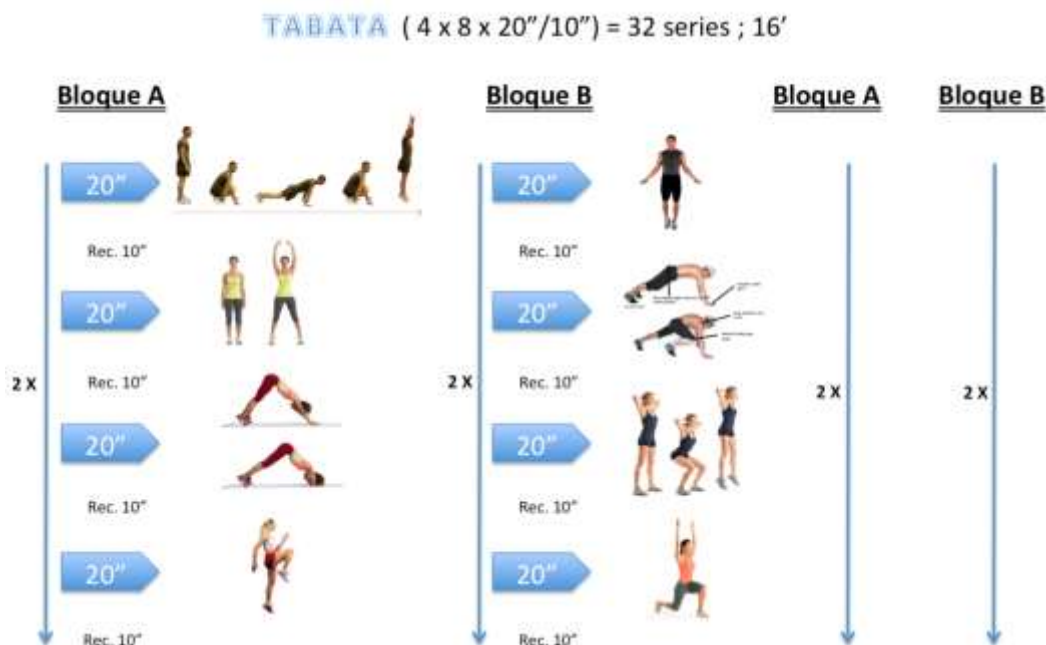 TABATA ( 4 x 8 x 20”/10”) = 32 series ; 16’
Bloque A
Bloque B
Bloque A
Bloque B
20”
Rec. 10”
20”
Rec. 10”
20”
Rec. 10”
20”
Rec. 10”
2 X
20”
Rec. 10”
20”
Rec. 10”
20”
Rec. 10”
20”
Rec. 10”
2 X
2 X
2 X